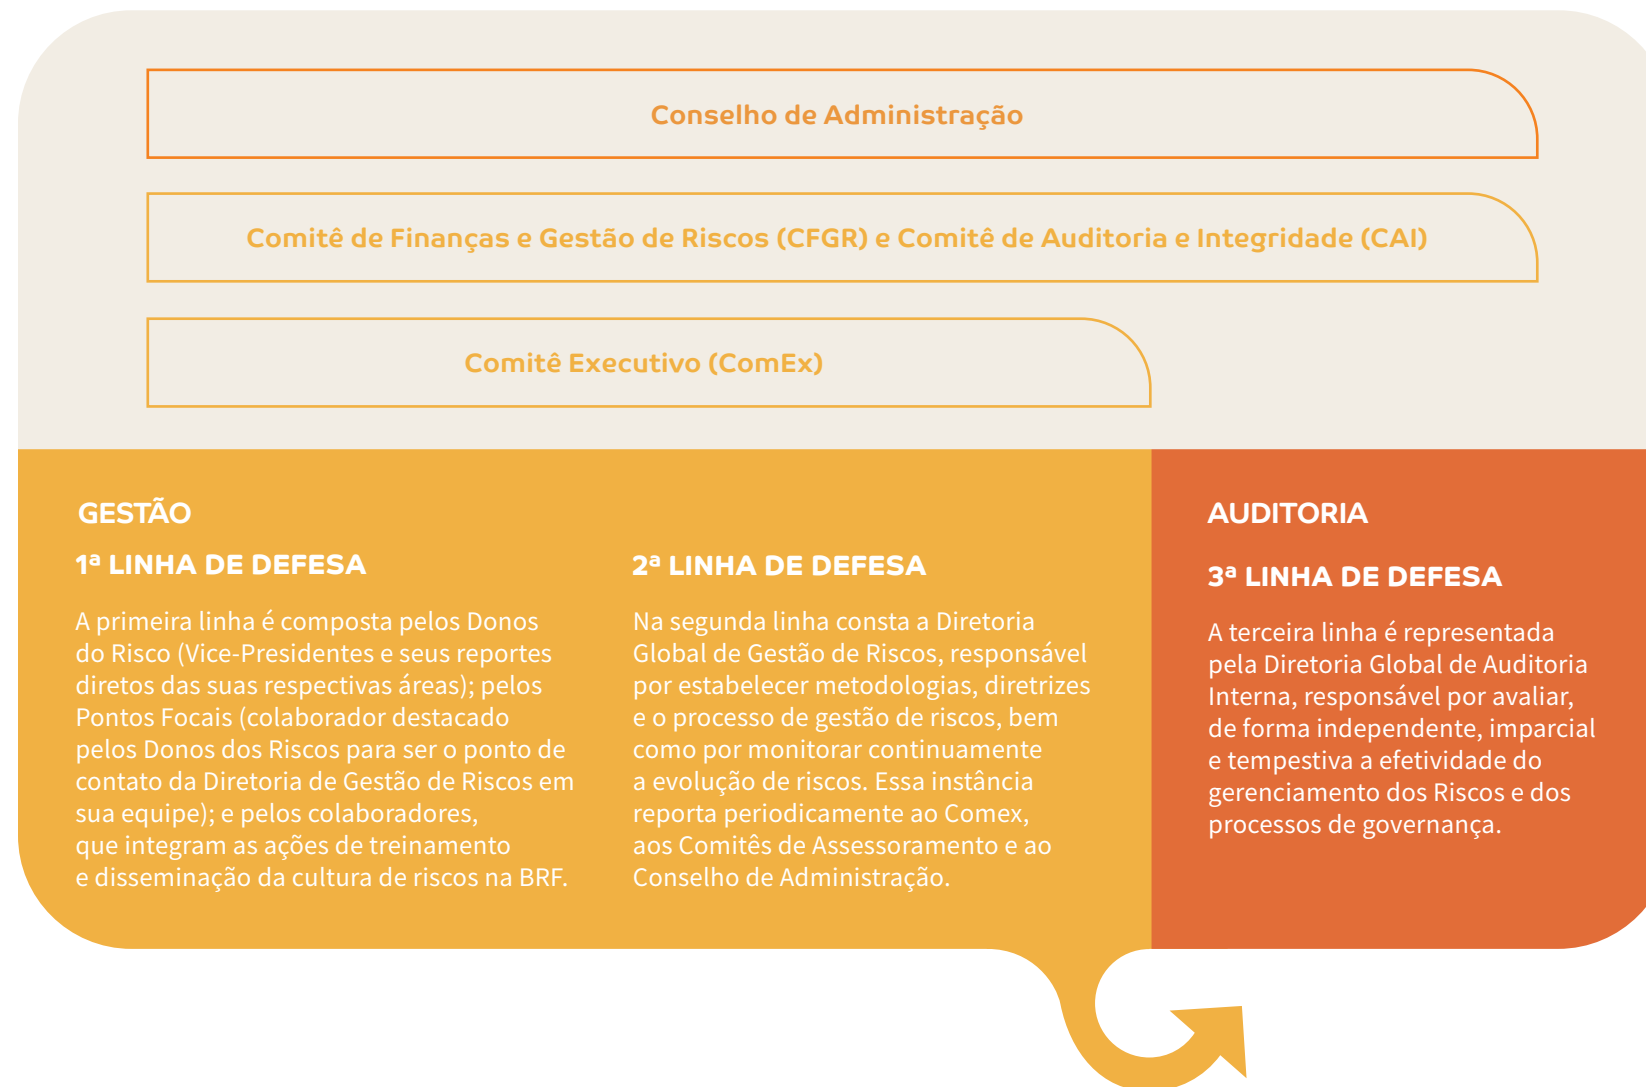 Conselho de Administração
Comitê de Finanças e Gestão de Riscos (CFGR) e Comitê de Auditoria e Integridade (CAI)
Comitê Executivo (ComEx)
GESTÃO
1ª LINHA DE DEFESA
A primeira linha é composta pelos Donos
do Risco (Vice-Presidentes e seus reportes
diretos das suas respectivas áreas); pelos
Pontos Focais (colaborador destacado
pelos Donos dos Riscos para ser o ponto de
contato da Diretoria de Gestão de Riscos em
sua equipe); e pelos colaboradores,
que integram as ações de treinamento
e disseminação da cultura de riscos na BRF.
2ª LINHA DE DEFESA
Na segunda linha consta a Diretoria
Global de Gestão de Riscos, responsável
por estabelecer metodologias, diretrizes
e o processo de gestão de riscos, bem
como por monitorar continuamente
a evolução de riscos. Essa instância
reporta periodicamente ao Comex,
aos Comitês de Assessoramento e ao
Conselho de Administração.
AUDITORIA
3ª LINHA DE DEFESA
A terceira linha é representada
pela Diretoria Global de Auditoria
Interna, responsável por avaliar,
de forma independente, imparcial
e tempestiva a efetividade do
gerenciamento dos Riscos e dos
processos de governança.